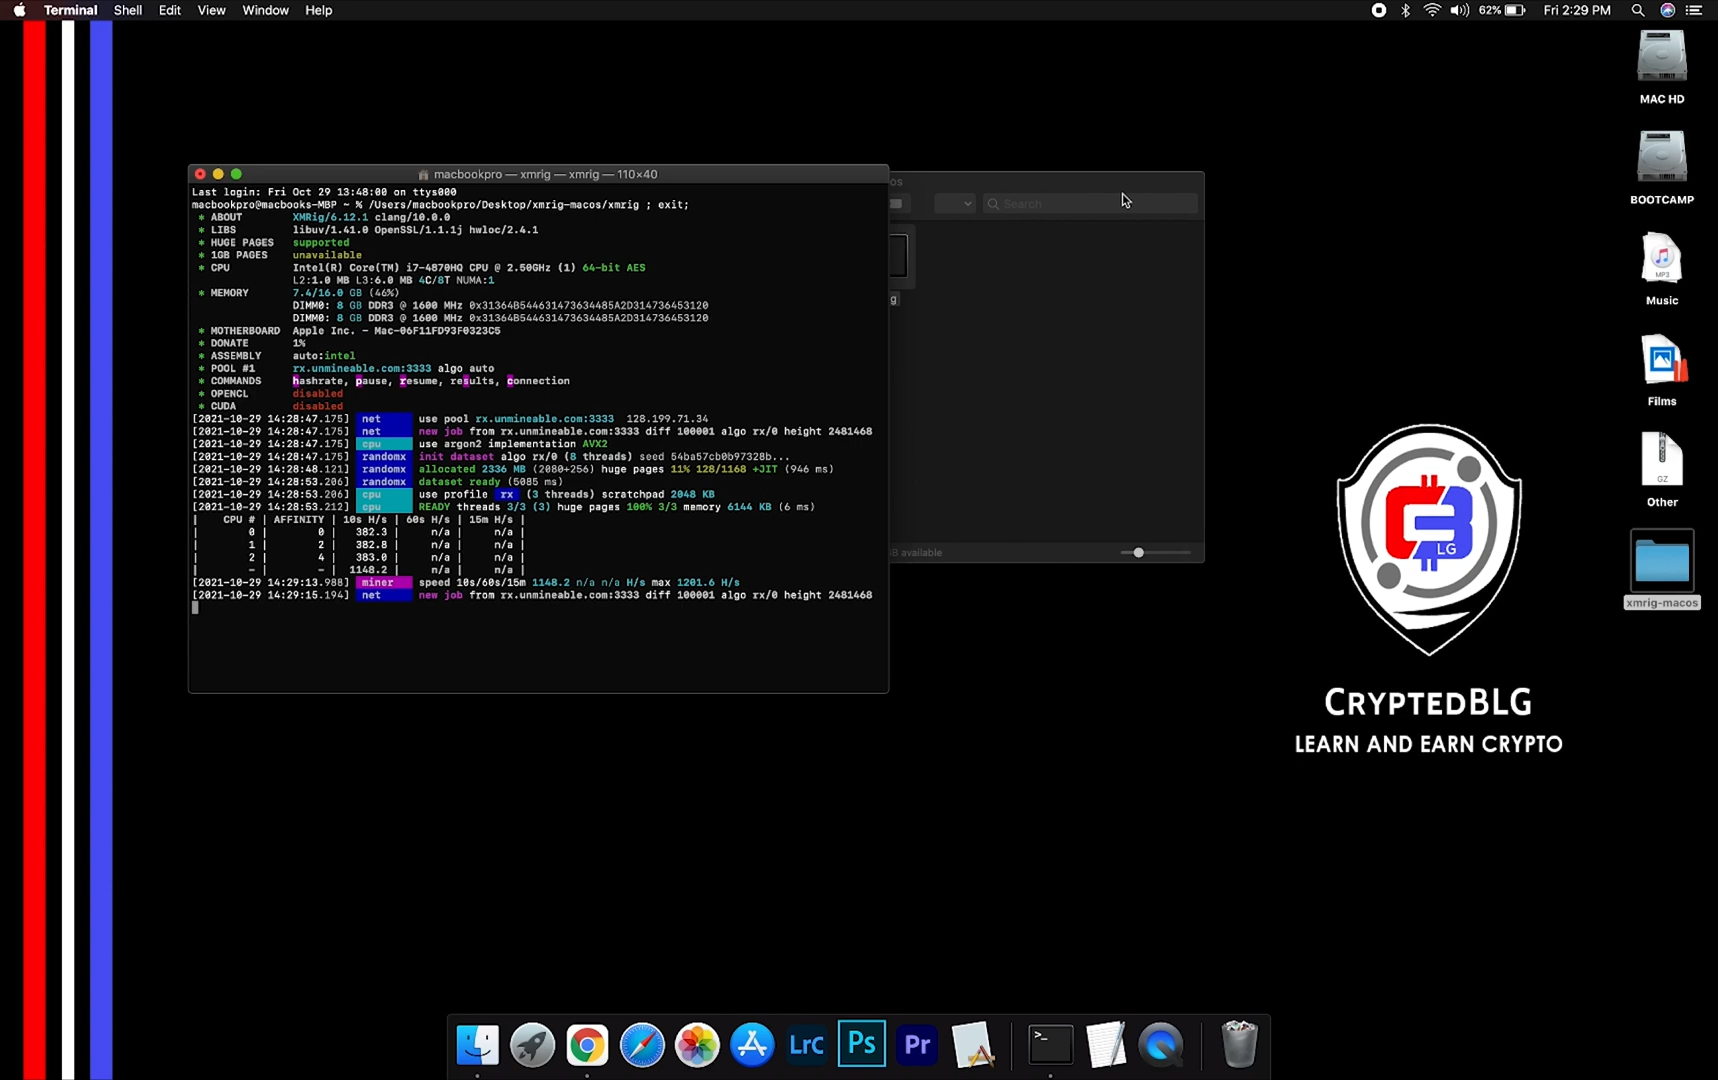 Terminal Shell Edit View Window Help 62% Fri 2:29 PM
MAC HD
BOOTCAMP
MP3
Music
Films
GZ
Other
xmrig-macos
macbookpro — xmrig — xmrig — 110×40
Last login: Fri Oct 29 13:48:00 on ttys000
macbookpro@macbooks-MBP ~ % /Users/macbookpro/Desktop/xmrig-macos/xmrig ; exit;
* ABOUT XMRig/6.12.1 clang/10.0.0
* LIBS libuv/1.41.0 OpenSSL/1.1.1j hwloc/2.4.1
* HUGE PAGES supported
* 1GB PAGES unavailable
* CPU Intel(R) Core(TM) i7-4870HQ CPU @ 2.50GHz (1) 64-bit AES
L2:1.0 MB L3:6.0 MB 4C/8T NUMA:1
* MEMORY 7.4/16.0 GB (46%)
DIMM0: 8 GB DDR3 @ 1600 MHz 0x31364B544631473634485A2D314736453120
DIMM0: 8 GB DDR3 @ 1600 MHz 0x31364B544631473634485A2D314736453120
* MOTHERBOARD Apple Inc. - Mac-06F11FD93F0323C5
* DONATE 1%
* ASSEMBLY auto:intel
* POOL #1 rx.unmineable.com:3333 algo auto
* COMMANDS hashrate, pause, resume, results, connection
* OPENCL disabled
* CUDA disabled
[2021-10-29 14:28:47.175] net use pool rx.unmineable.com:3333 128.199.71.34
[2021-10-29 14:28:47.175] net new job from rx.unmineable.com:3333 diff 100001 algo rx/0 height 2481468
[2021-10-29 14:28:47.175] cpu use argon2 implementation AVX2
[2021-10-29 14:28:47.175] randomx init dataset algo rx/0 (8 threads) seed 54ba57cb0b97328b...
[2021-10-29 14:28:48.121] randomx allocated 2336 MB (2080+256) huge pages 11% 128/1168 +JIT (946 ms)
[2021-10-29 14:28:53.206] randomx dataset ready (5085 ms)
[2021-10-29 14:28:53.206] cpu use profile rx (3 threads) scratchpad 2048 KB
[2021-10-29 14:28:53.212] cpu READY threads 3/3 (3) huge pages 100% 3/3 memory 6144 KB (6 ms)
| CPU # | AFFINITY | 10s H/s | 60s H/s | 15m H/s |
| 0 | 0 | 382.3 | n/a | n/a |
| 1 | 2 | 382.8 | n/a | n/a |
| 2 | 4 | 383.0 | n/a | n/a |
| - | - | 1148.2 | n/a | n/a |
[2021-10-29 14:29:13.988] miner speed 10s/60s/15m 1148.2 n/a n/a H/s max 1201.6 H/s
[2021-10-29 14:29:15.194] net new job from rx.unmineable.com:3333 diff 100001 algo rx/0 height 2481468
os
Search
g
B available
LG
CRYPTEDBLG
LEARN AND EARN CRYPTO
LrC
Ps
Pr
>_